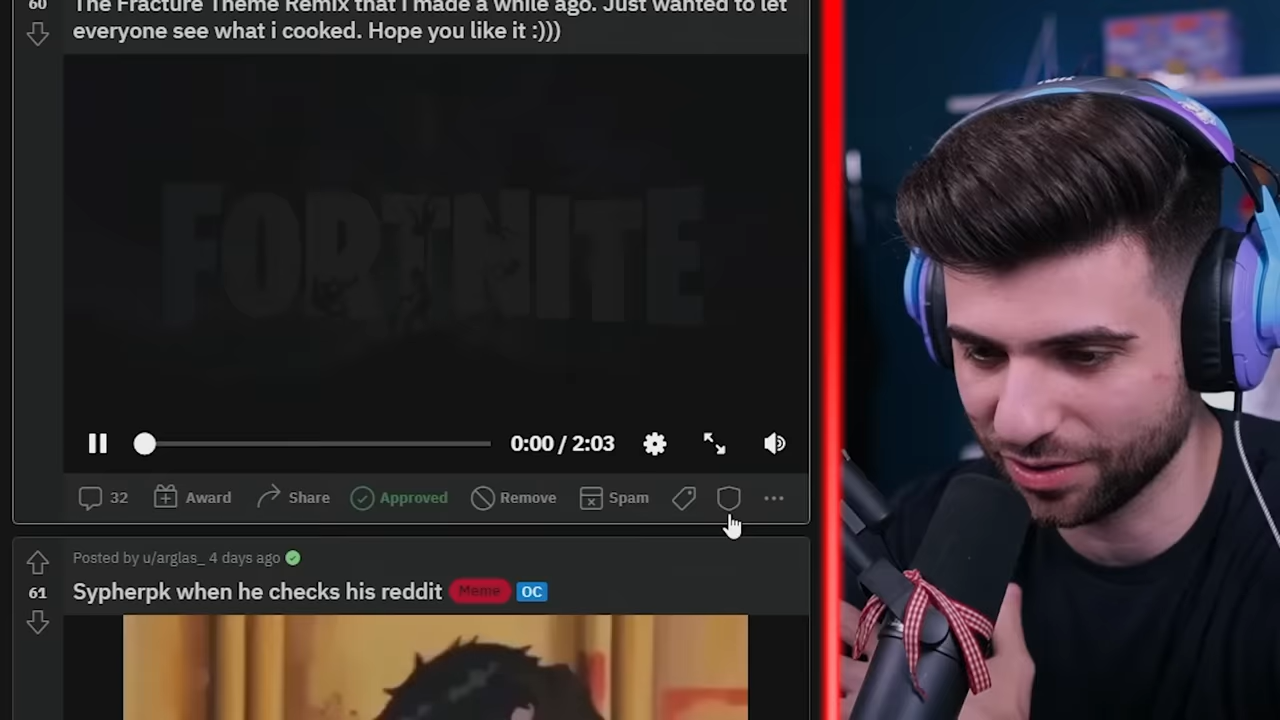 60
The Fracture Theme Remix that i made a while ago. Just wanted to let
everyone see what i cooked. Hope you like it :)))
FORTNITE
0:00 / 2:03
32 Award Share Approved Remove Spam
Posted by u/arglas_ 4 days ago
61
Sypherpk when he checks his reddit Meme OC